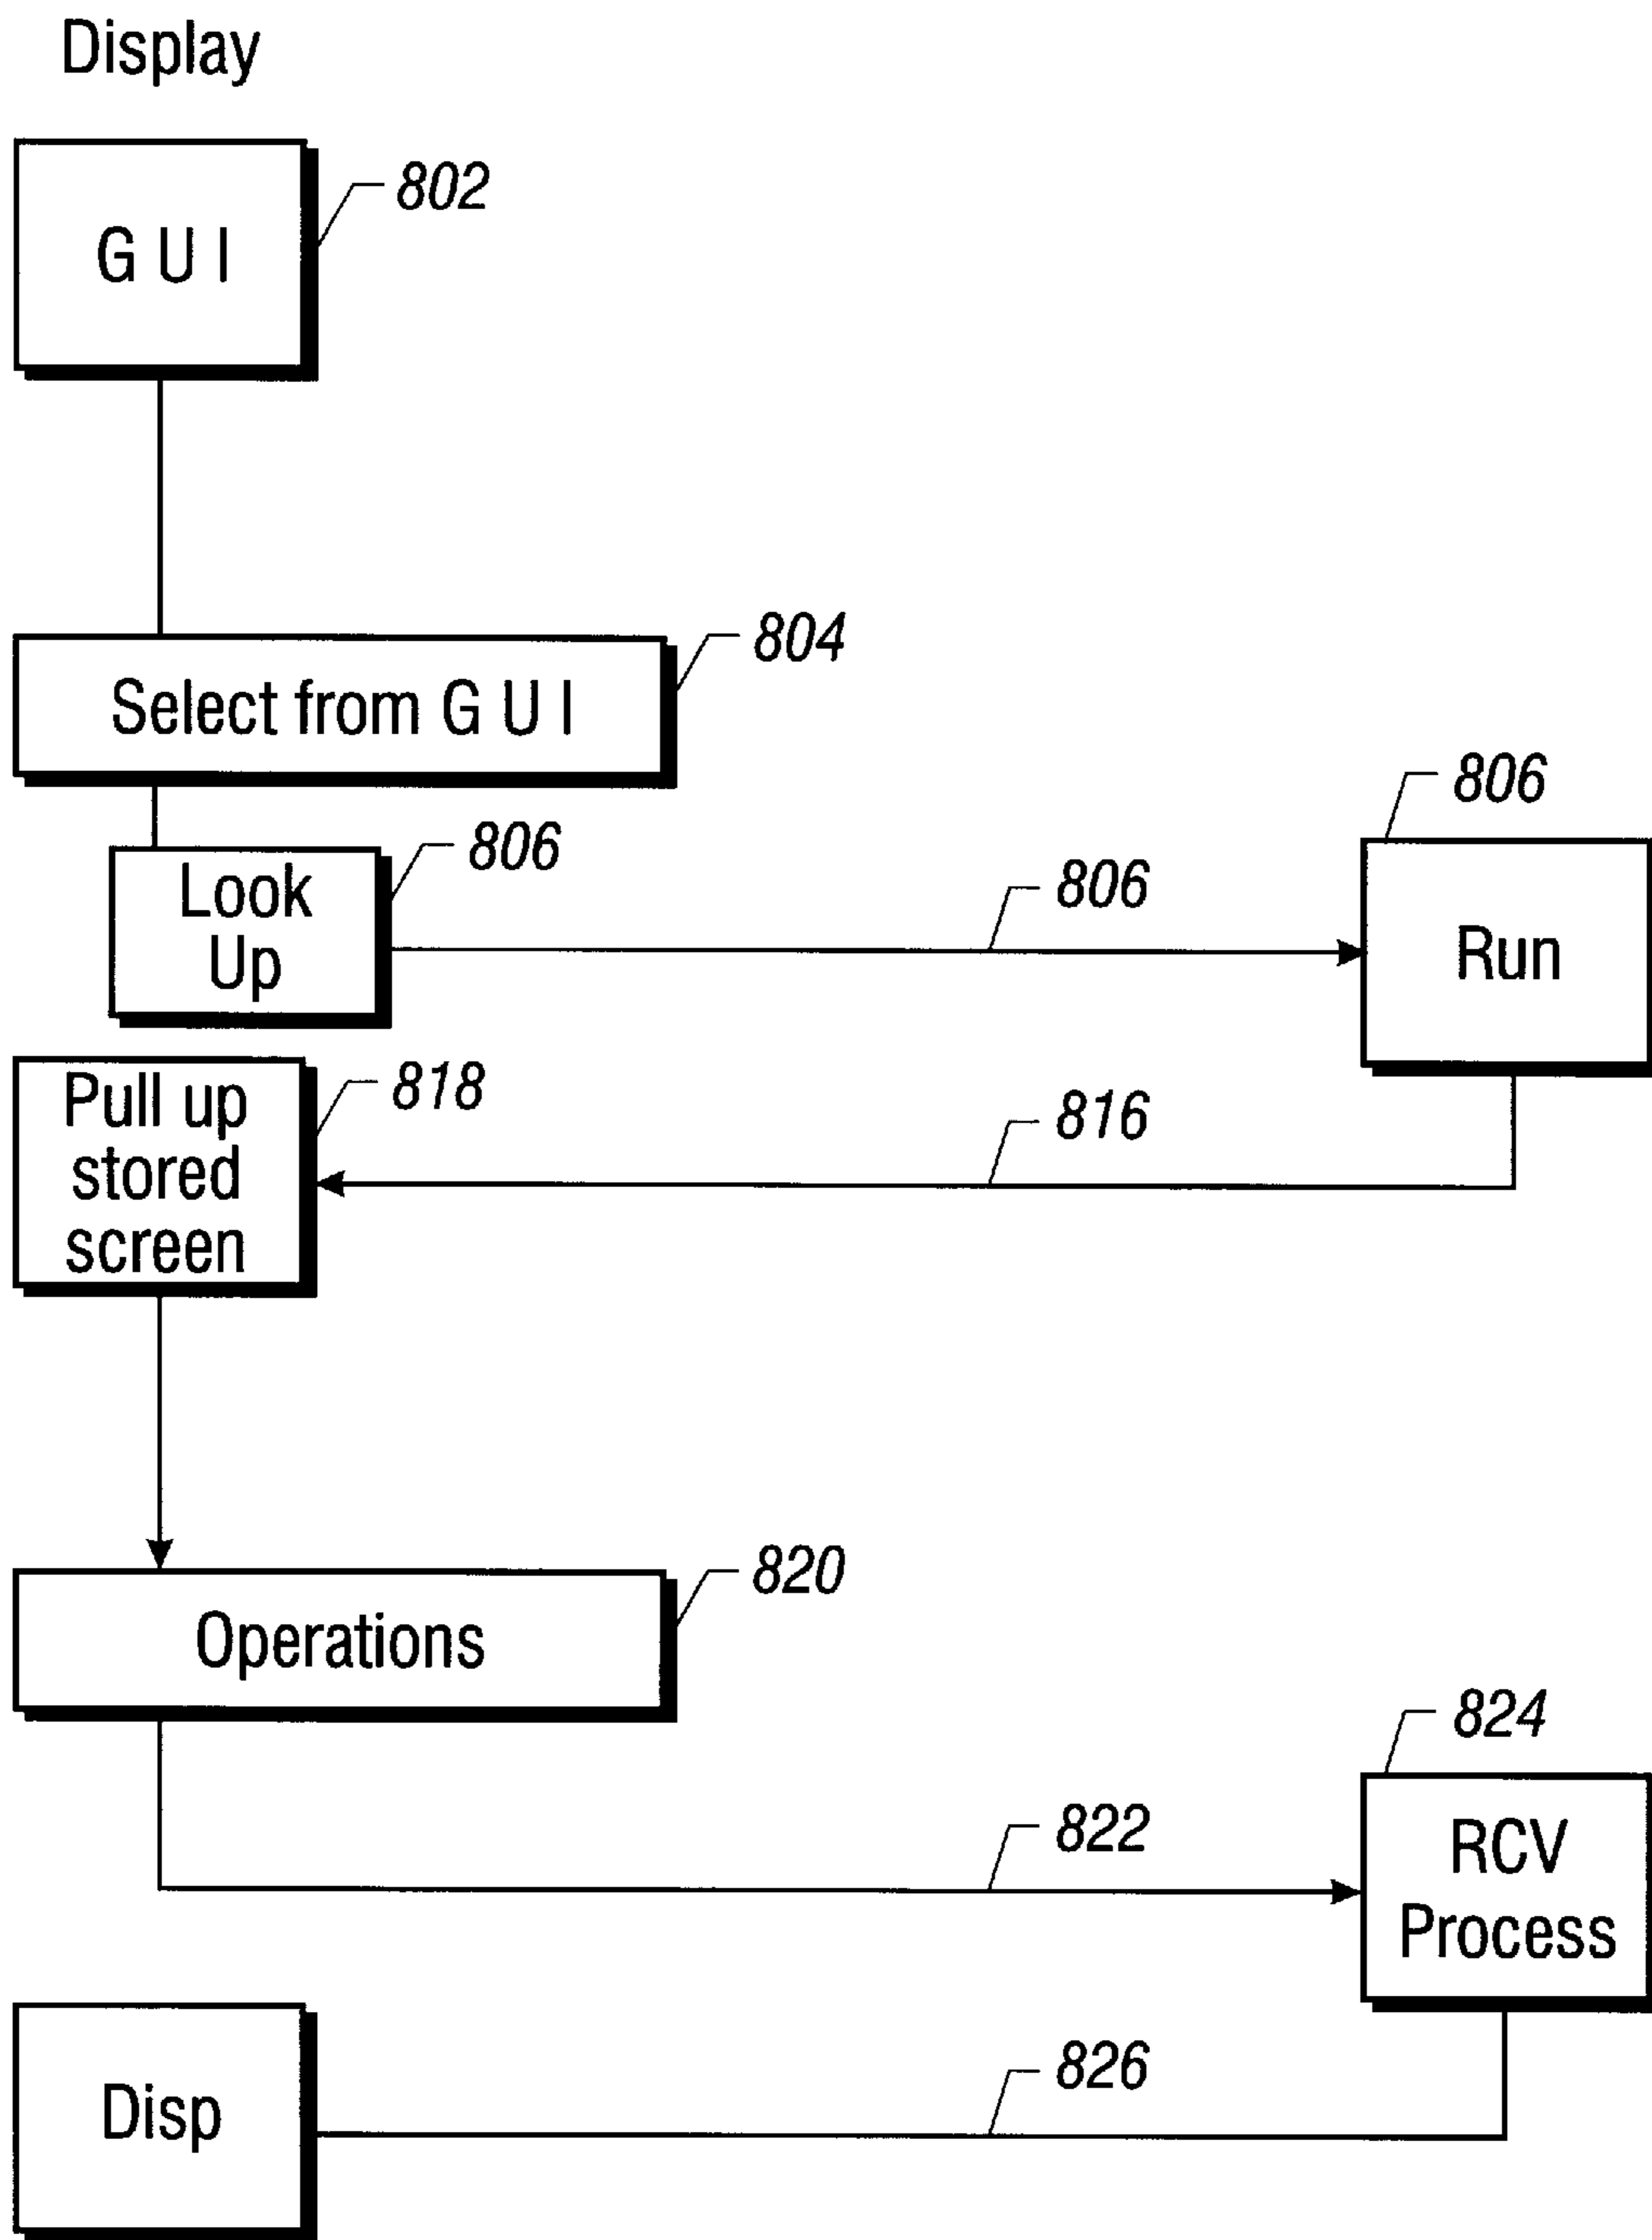 Display
802
G U I
804
Select from G U I
806
806
806
Look
Up
Run
818
816
Pull up
stored
screen
820
Operations
824
822
RCV
Process
826
Disp